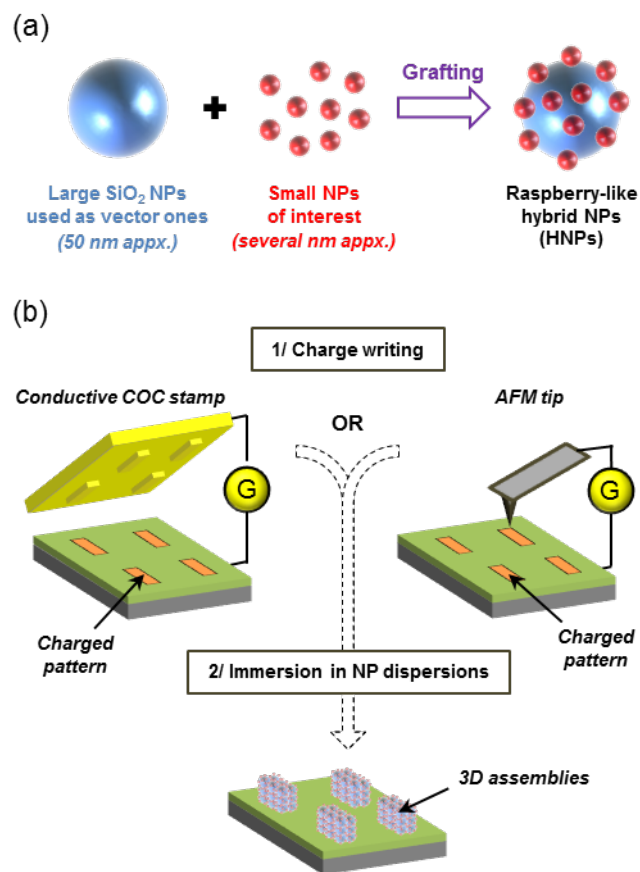 (a)
Grafting
Large SiO₂ NPs
used as vector ones
(50 nm appx.)
Small NPs
of interest
(several nm appx.)
Raspberry-like
hybrid NPs
(HNPs)
(b)
1/ Charge writing
Conductive COC stamp
OR
AFM tip
G
G
Charged
pattern
Charged
pattern
2/ Immersion in NP dispersions
3D assemblies